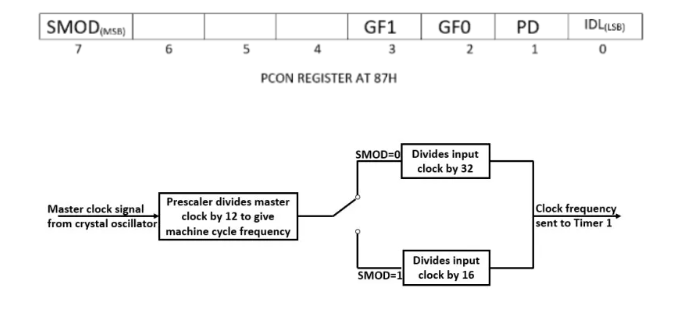 SMOD(MSB) GF1 GF0 PD IDL(LSB)
7 6 5 4 3 2 1 0
PCON REGISTER AT 87H
SMOD=0
Divides input
clock by 32
Master clock signal
from crystal oscillator
Prescaler divides master
clock by 12 to give
machine cycle frequency
Clock frequency
sent to Timer 1
SMOD=1
Divides input
clock by 16